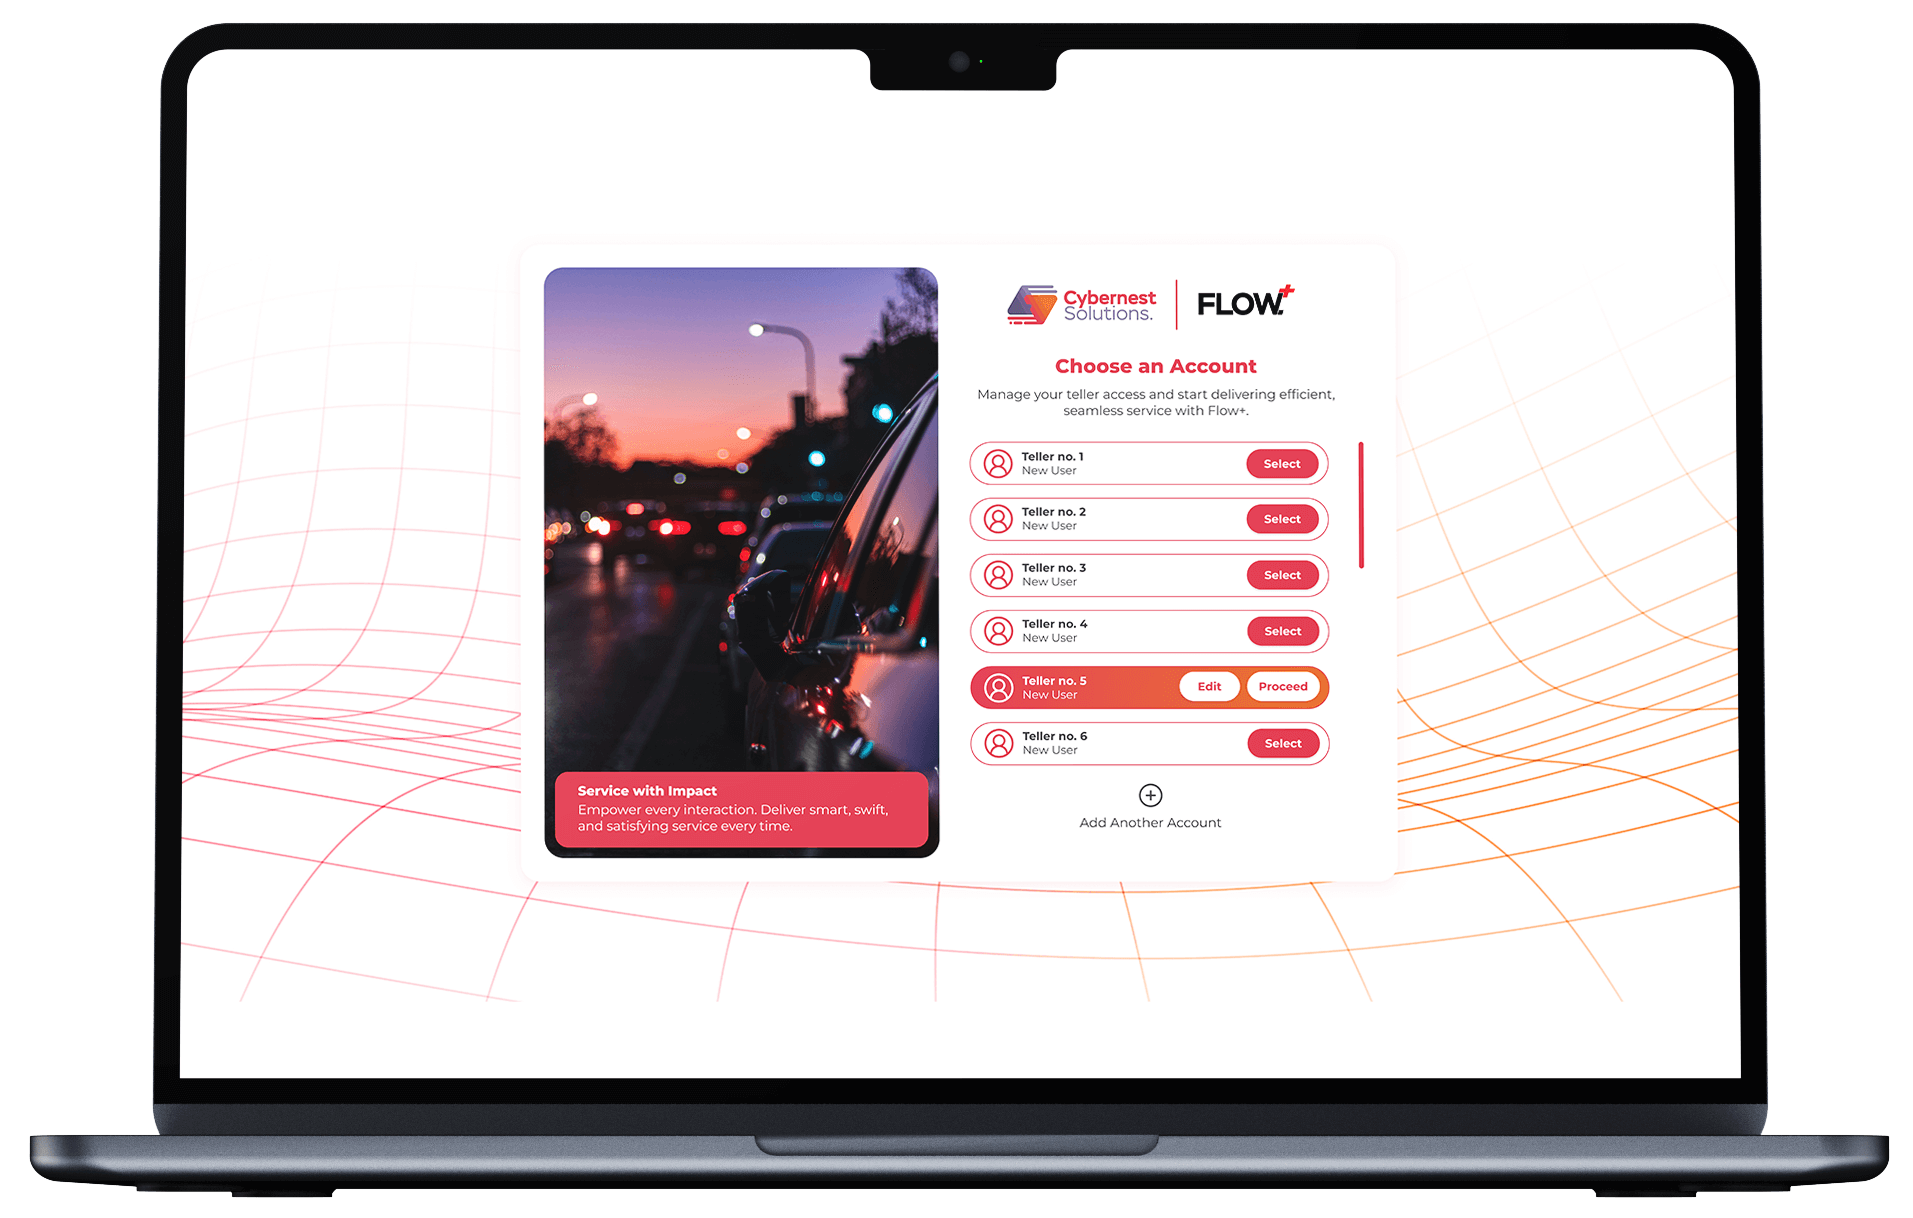 Cybernest
Solutions.
FLOW+
Choose an Account
Manage your teller access and start delivering efficient,
seamless service with Flow+.
Teller no. 1
New User
Select
Teller no. 2
New User
Select
Teller no. 3
New User
Select
Teller no. 4
New User
Select
Teller no. 5
New User
Edit
Proceed
Teller no. 6
New User
Select
Add Another Account
Service with Impact
Empower every interaction. Deliver smart, swift,
and satisfying service every time.